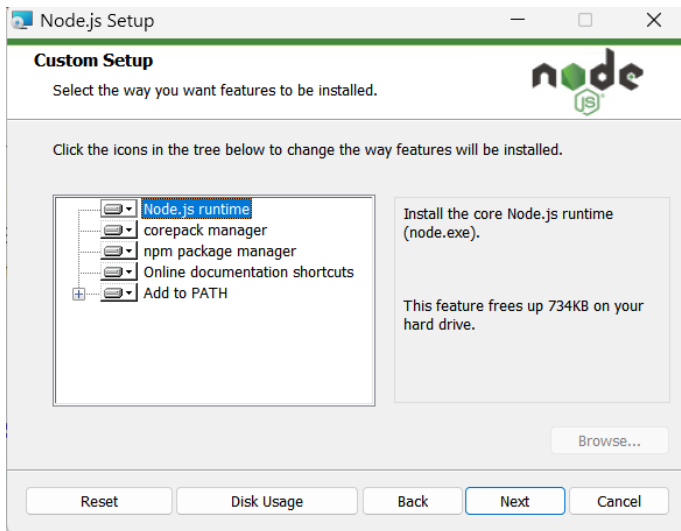 Node.js Setup
Custom Setup
Select the way you want features to be installed.
node
JS
Click the icons in the tree below to change the way features will be installed.
Node.js runtime
corepack manager
npm package manager
Online documentation shortcuts
Add to PATH
Install the core Node.js runtime
(node.exe).
This feature frees up 734KB on your
hard drive.
Browse...
Reset
Disk Usage
Back
Next
Cancel